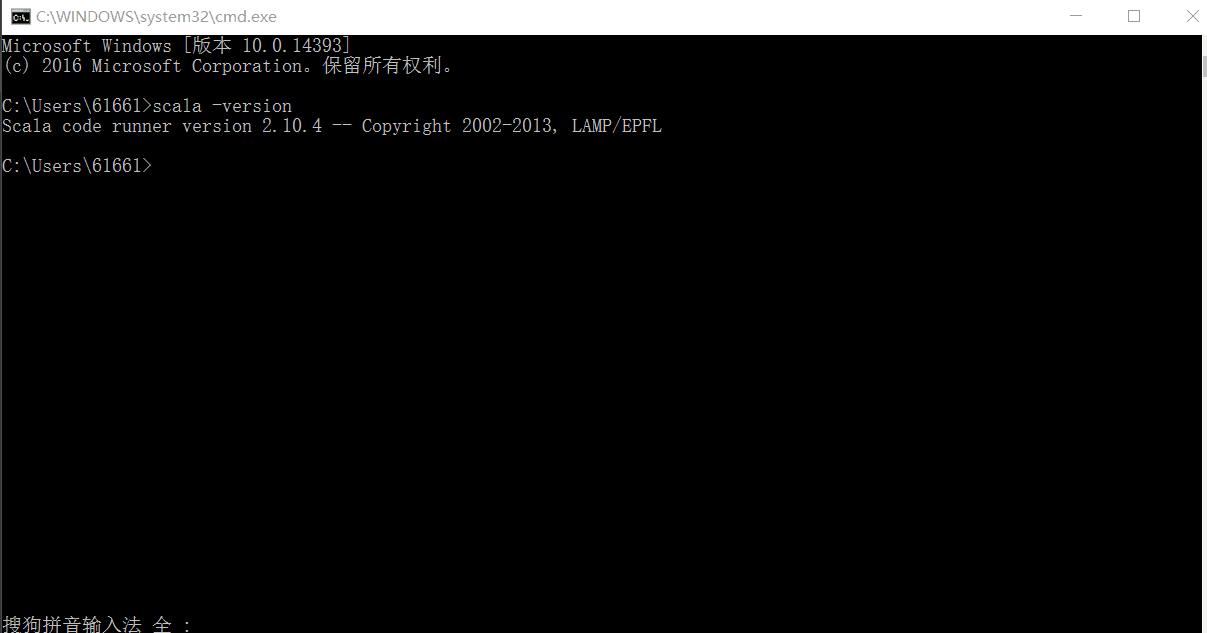 C:\WINDOWS\system32\cmd.exe
Microsoft Windows [版本 10.0.14393]
(c) 2016 Microsoft Corporation。保留所有权利。
C:\Users\61661>scala -version
Scala code runner version 2.10.4 -- Copyright 2002-2013, LAMP/EPFL
C:\Users\61661>
搜狗拼音输入法 全 :